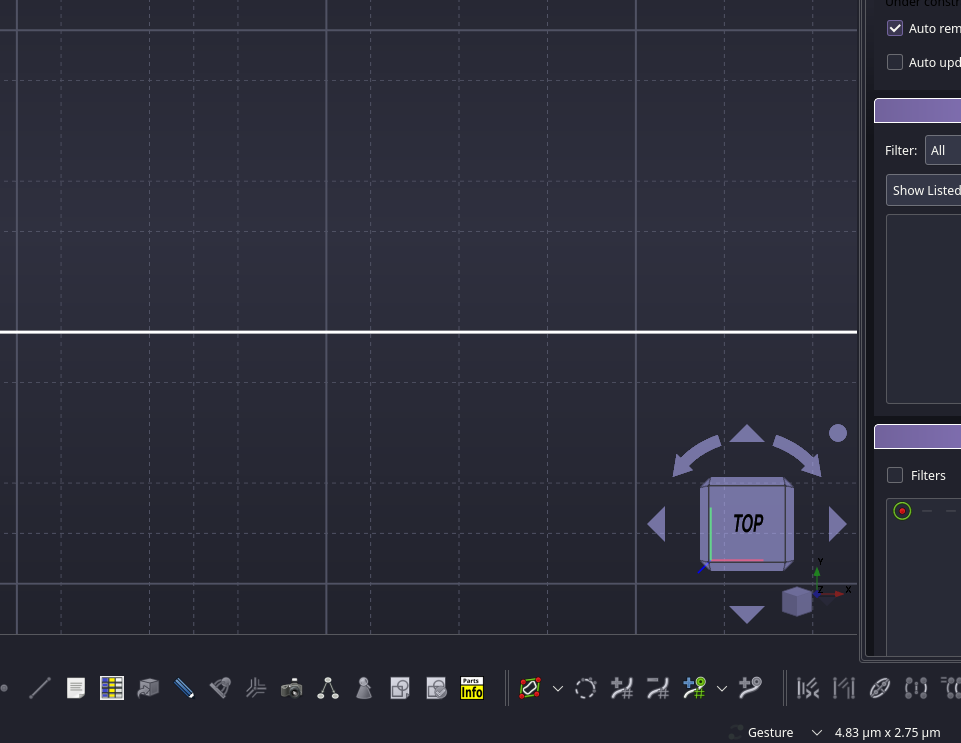 Under constr
Auto rem
Auto upd
Filter: All
Show Listed
TOP
Filters
Y
Z X
Parts
Info
Gesture 4.83 µm x 2.75 µm